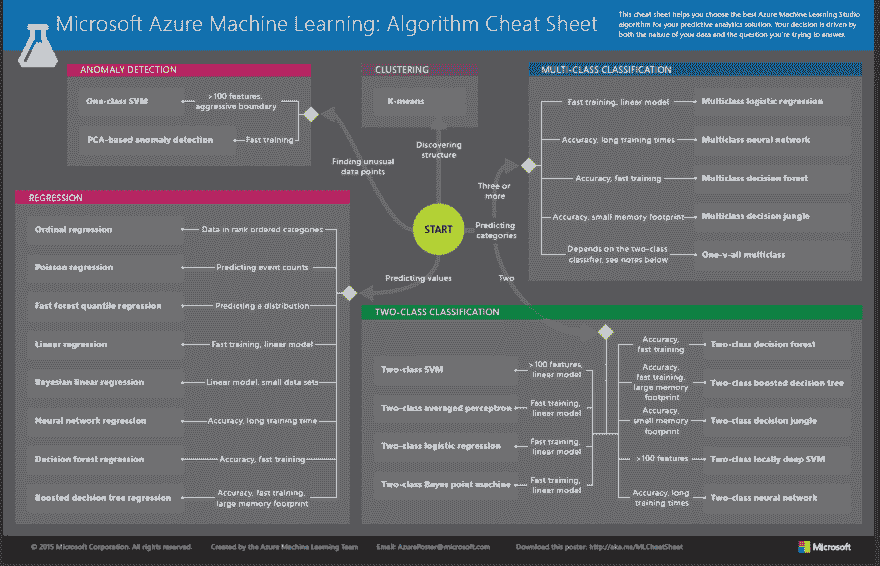 Microsoft Azure Machine Learning: Algorithm Cheat Sheet
This cheat sheet helps you choose the best Azure Machine Learning Studio
algorithm for your predictive analytics solution. Your decision is driven by
both the nature of your data and the question you're trying to answer.
ANOMALY DETECTION
One-class SVM
>100 features,
aggressive boundary
PCA-based anomaly detection
Fast training
CLUSTERING
K-means
MULTI-CLASS CLASSIFICATION
Fast training, linear model
Multiclass logistic regression
Accuracy, long training times
Multiclass neural network
Accuracy, fast training
Multiclass decision forest
Accuracy, small memory footprint
Multiclass decision jungle
Depends on the two-class
classifier, see notes below
One-v-all multiclass
Finding unusual
data points
Discovering
structure
Three or
more
START
Predicting
categories
Predicting values
Two
REGRESSION
Ordinal regression
Data in rank ordered categories
Poisson regression
Predicting event counts
Fast forest quantile regression
Predicting a distribution
Linear regression
Fast training, linear model
Bayesian linear regression
Linear model, small data sets
Neural network regression
Accuracy, long training time
Decision forest regression
Accuracy, fast training
Boosted decision tree regression
Accuracy, fast training,
large memory footprint
TWO-CLASS CLASSIFICATION
Two-class SVM
>100 features,
linear model
Two-class averaged perceptron
Fast training,
linear model
Two-class logistic regression
Fast training,
linear model
Two-class Bayes point machine
Fast training,
linear model
Accuracy,
fast training
Two-class decision forest
Accuracy,
fast training,
large memory
footprint
Two-class boosted decision tree
Accuracy,
small memory
footprint
Two-class decision jungle
>100 features
Two-class locally deep SVM
Accuracy, long
training times
Two-class neural network
© 2015 Microsoft Corporation. All rights reserved.
Created by the Azure Machine Learning Team
Email: AzurePoster@microsoft.com
Download this poster: http://aka.ms/MLCheatSheet
Microsoft